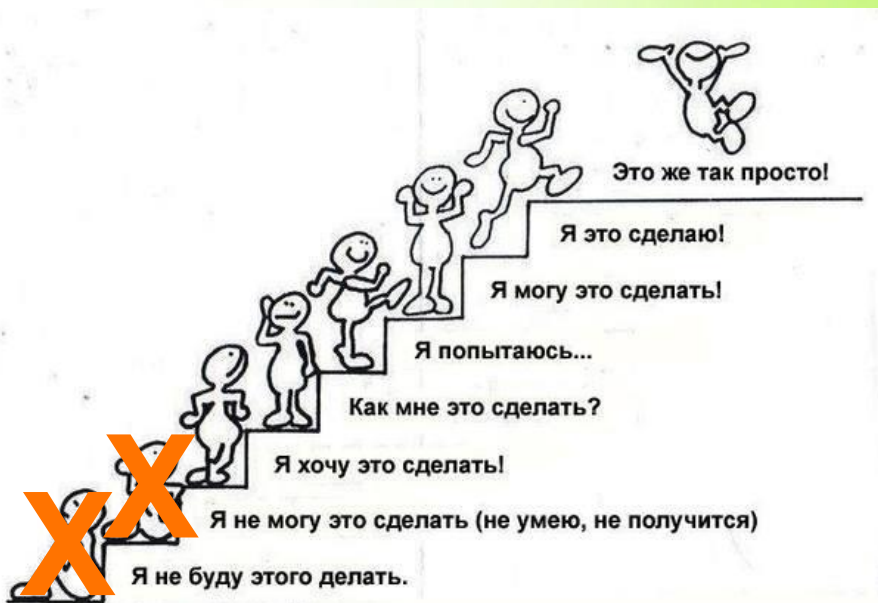 Это же так просто!
Я это сделаю!
Я могу это сделать!
Я попытаюсь...
Как мне это сделать?
Я хочу это сделать!
Я не могу это сделать (не умею, не получится)
Я не буду этого делать.